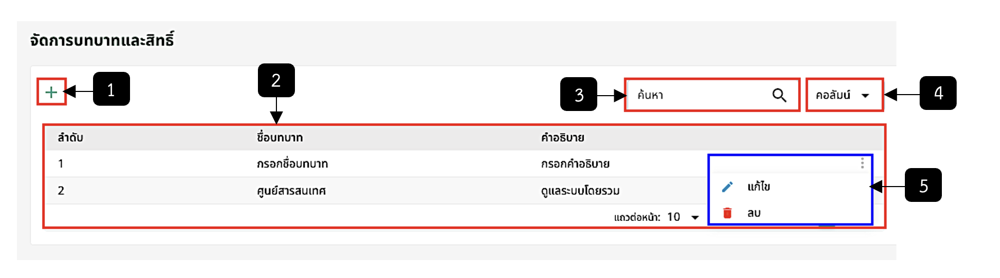 จัดการบทบาทและสิทธิ์
1
2
3
ค้นหา
คอลัมน์
4
ลำดับ ชื่อบทบาท คำอธิบาย
1 กรอกชื่อบทบาท กรอกคำอธิบาย
2 ศูนย์สารสนเทศ ดูแลระบบโดยรวม
แก้ไข
5
ลบ
แถวต่อหน้า: 10